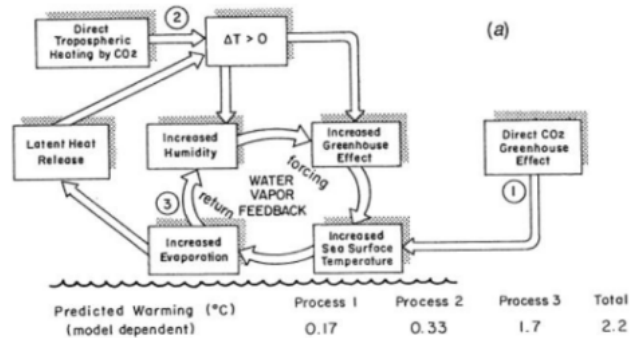 (a)
Direct
Tropospheric
Heating by CO2
2
ΔT > 0
Latent Heat
Release
Increased
Humidity
Increased
Greenhouse
Effect
Direct CO2
Greenhouse
Effect
1
forcing
WATER
VAPOR
FEEDBACK
3
return
Increased
Evaporation
Increased
Sea Surface
Temperature
Predicted Warming (°C) Process 1 Process 2 Process 3 Total
(model dependent) 0.17 0.33 1.7 2.2